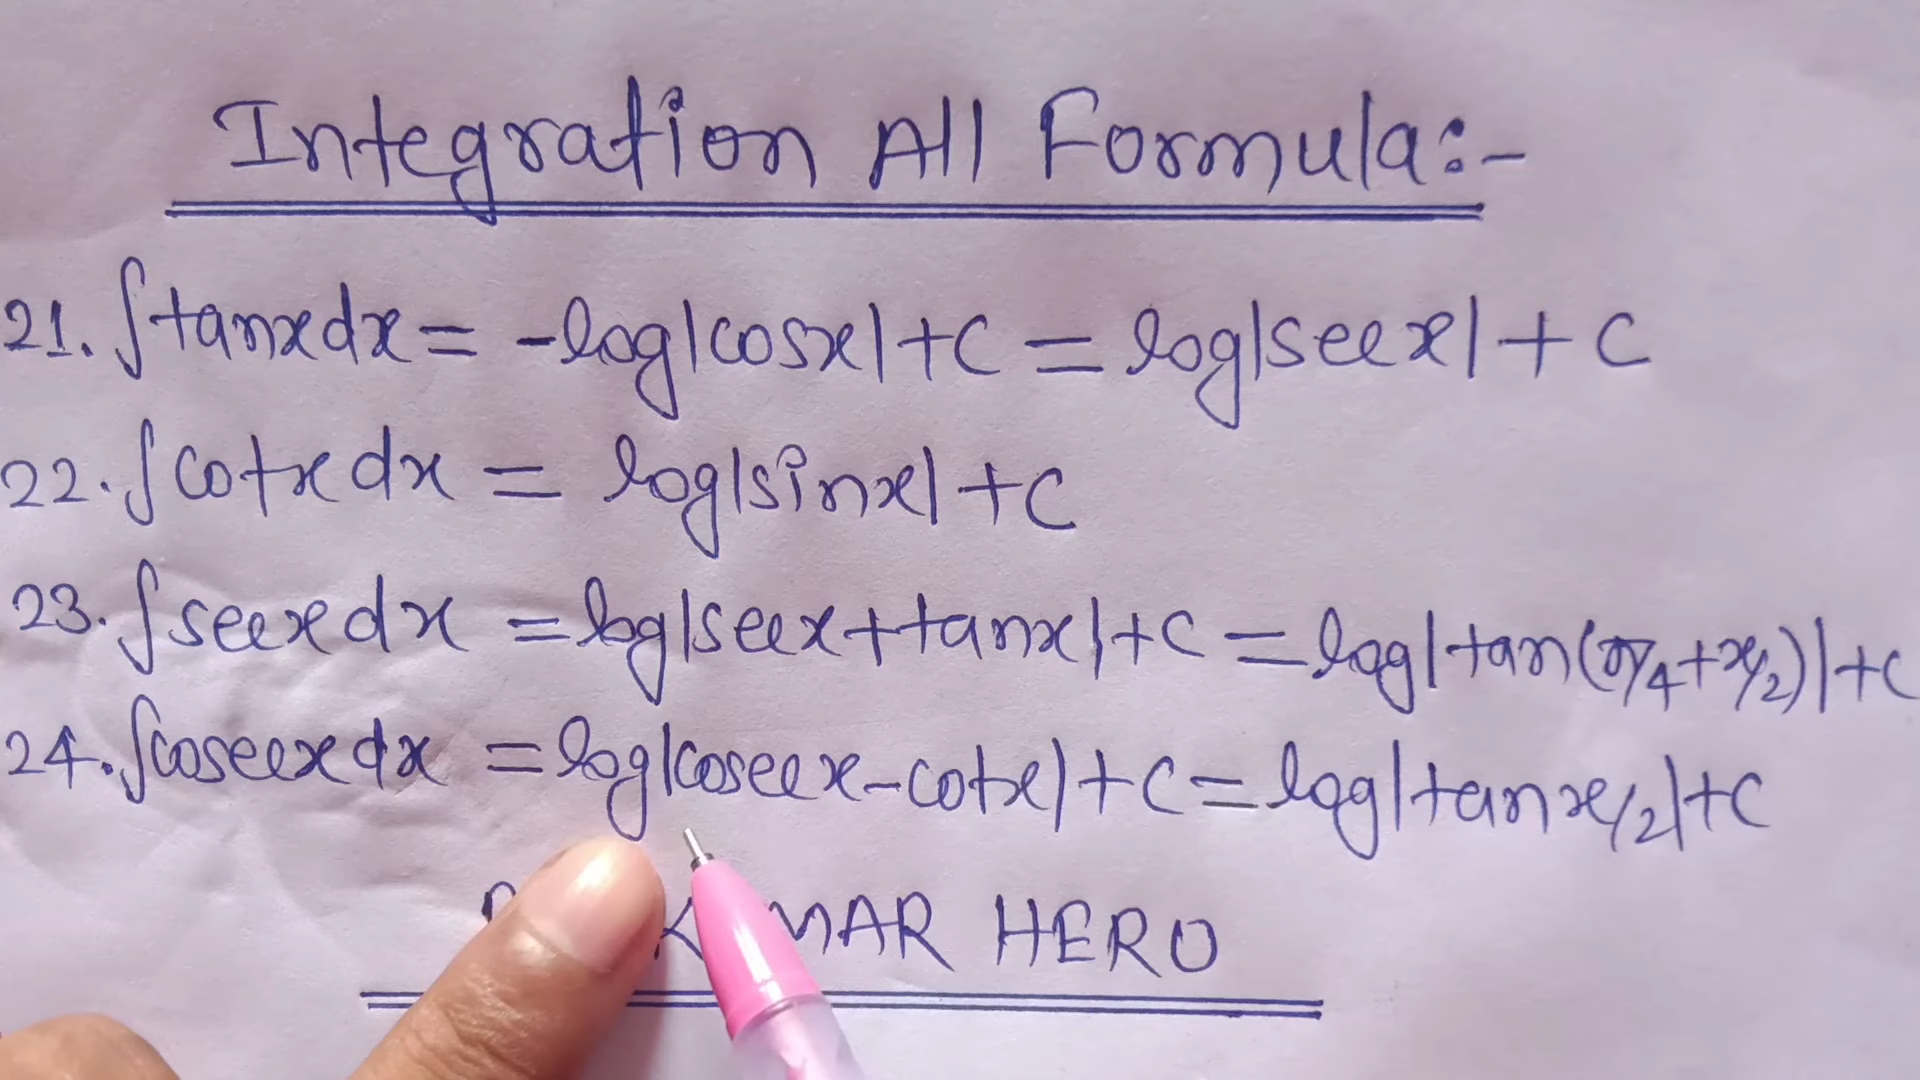 Integration All Formula:-
21. ∫tanx dx = -log|cosx| + c = log|secx| + c
22. ∫cotx dx = log|sinx| + c
23. ∫secx dx = log|secx + tanx| + c = log|tan(π/4 + x/2)| + c
24. ∫cosecx dx = log|cosecx - cotx| + c = log|tan x/2| + c
HERO